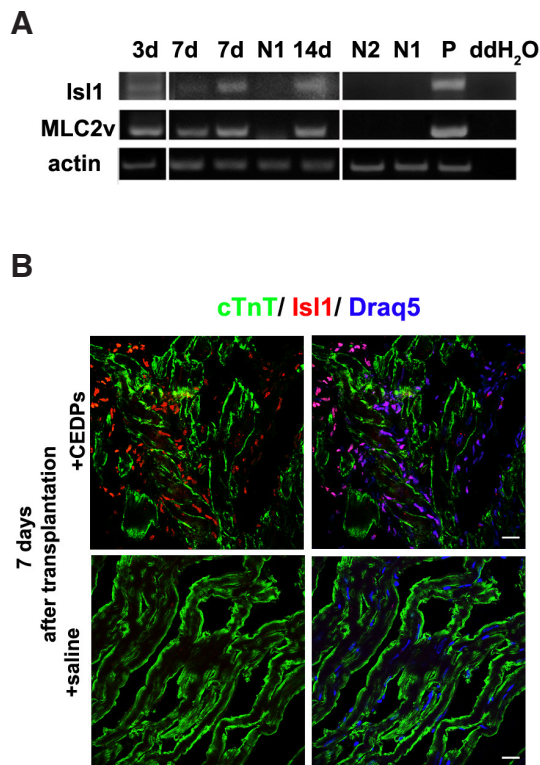 A
3d 7d 7d N1 14d N2 N1 P ddH₂O
Isl1
MLC2v
actin
B
cTnT/ Isl1/ Draq5
7 days
after transplantation
+CEDPs
+saline